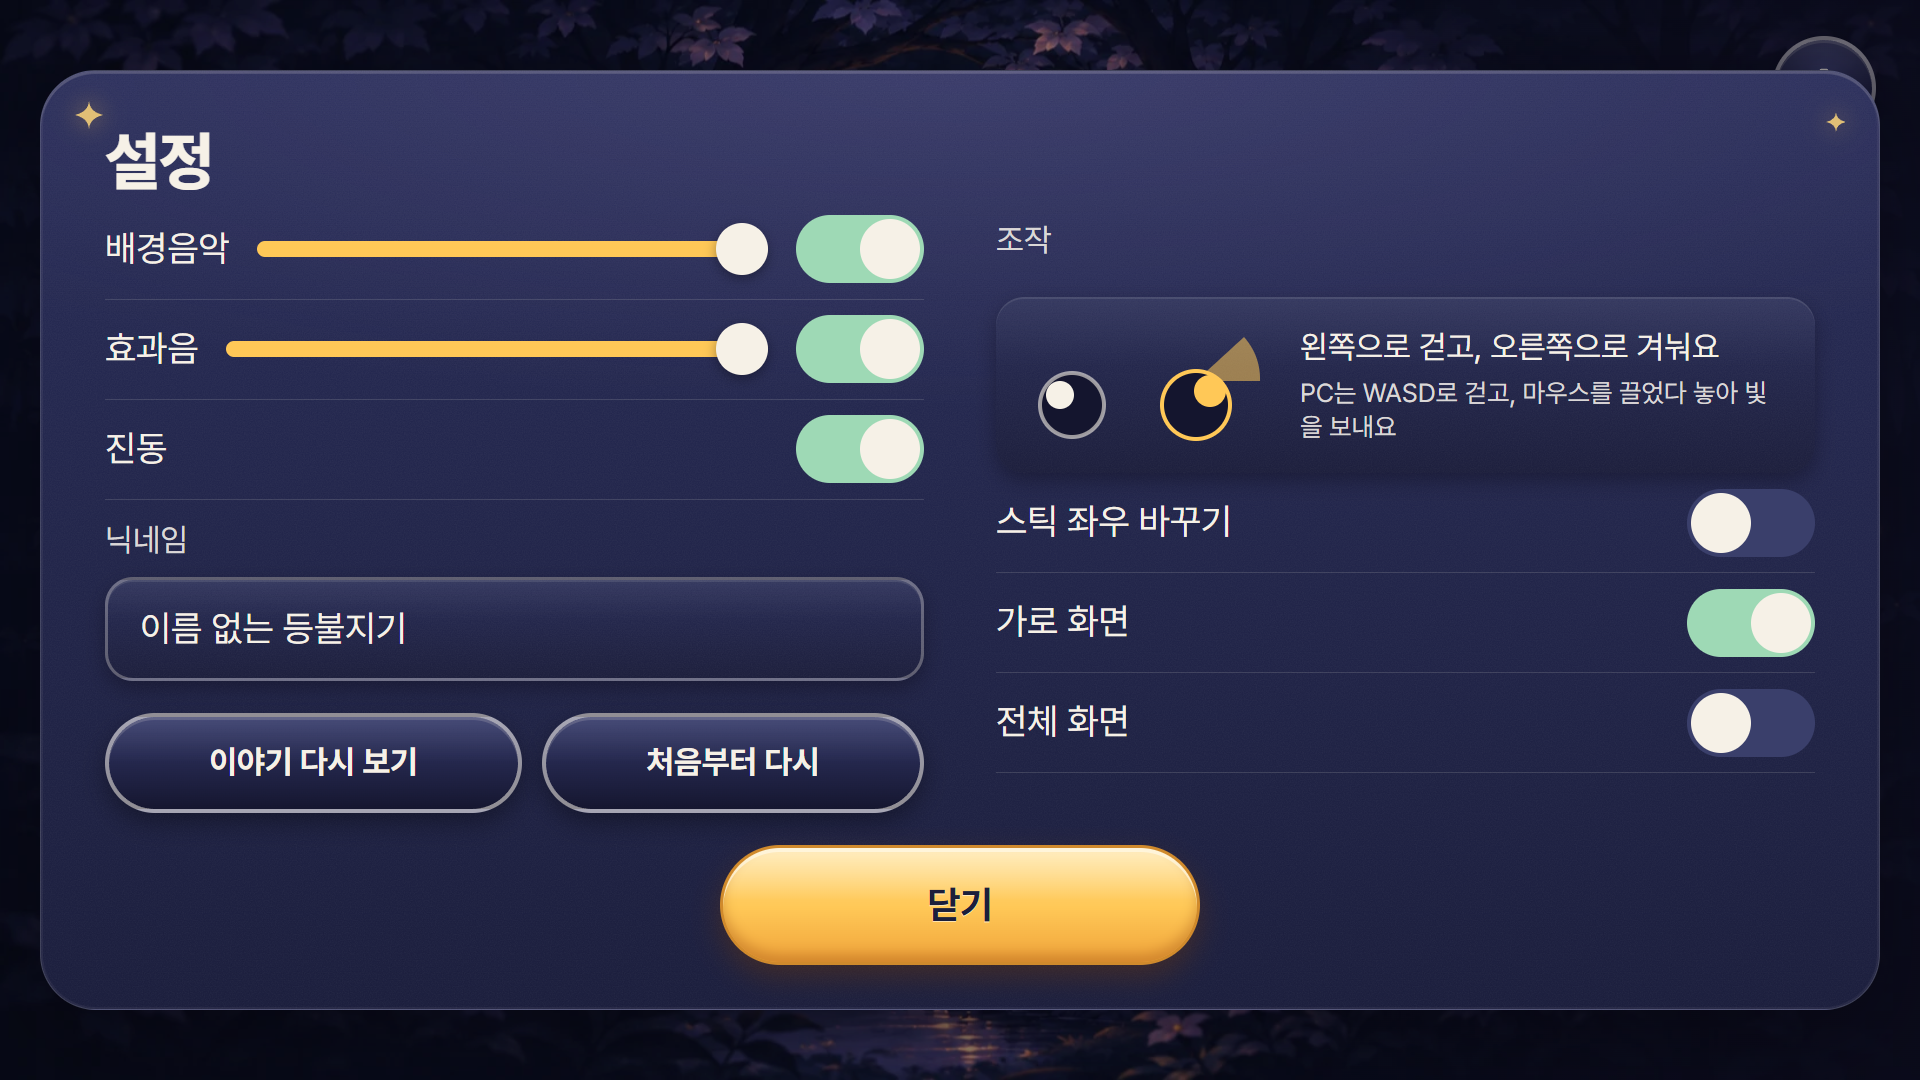 설정
배경음악
효과음
진동
닉네임
이름 없는 등불지기
이야기 다시 보기
처음부터 다시
조작
왼쪽으로 걷고, 오른쪽으로 겨눠요
PC는 WASD로 걷고, 마우스를 끌었다 놓아 빛
을 보내요
스틱 좌우 바꾸기
가로 화면
전체 화면
닫기